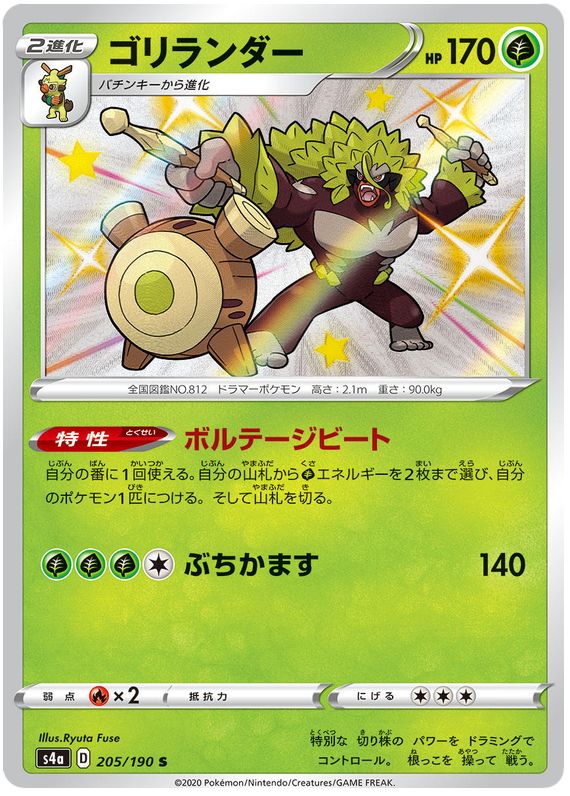 2進化
ゴリランダー
HP 170
バチンキーから進化
全国図鑑NO.812 ドラマーポケモン 高さ:2.1m 重さ:90.0kg
特性 とくせい ボルテージビート
自分の番に1回使える。自分の山札からエネルギーを2枚まで選び、自分
のポケモン1匹につける。そして山札を切る。
ぶちかます 140
弱点 ×2 抵抗力 にげる
Illus.Ryuta Fuse
特別な 切り株の パワーを ドラミングで
コントロール。 根っこを 操って 戦う。
s4a D 205/190 S
©2020 Pokémon/Nintendo/Creatures/GAME FREAK.